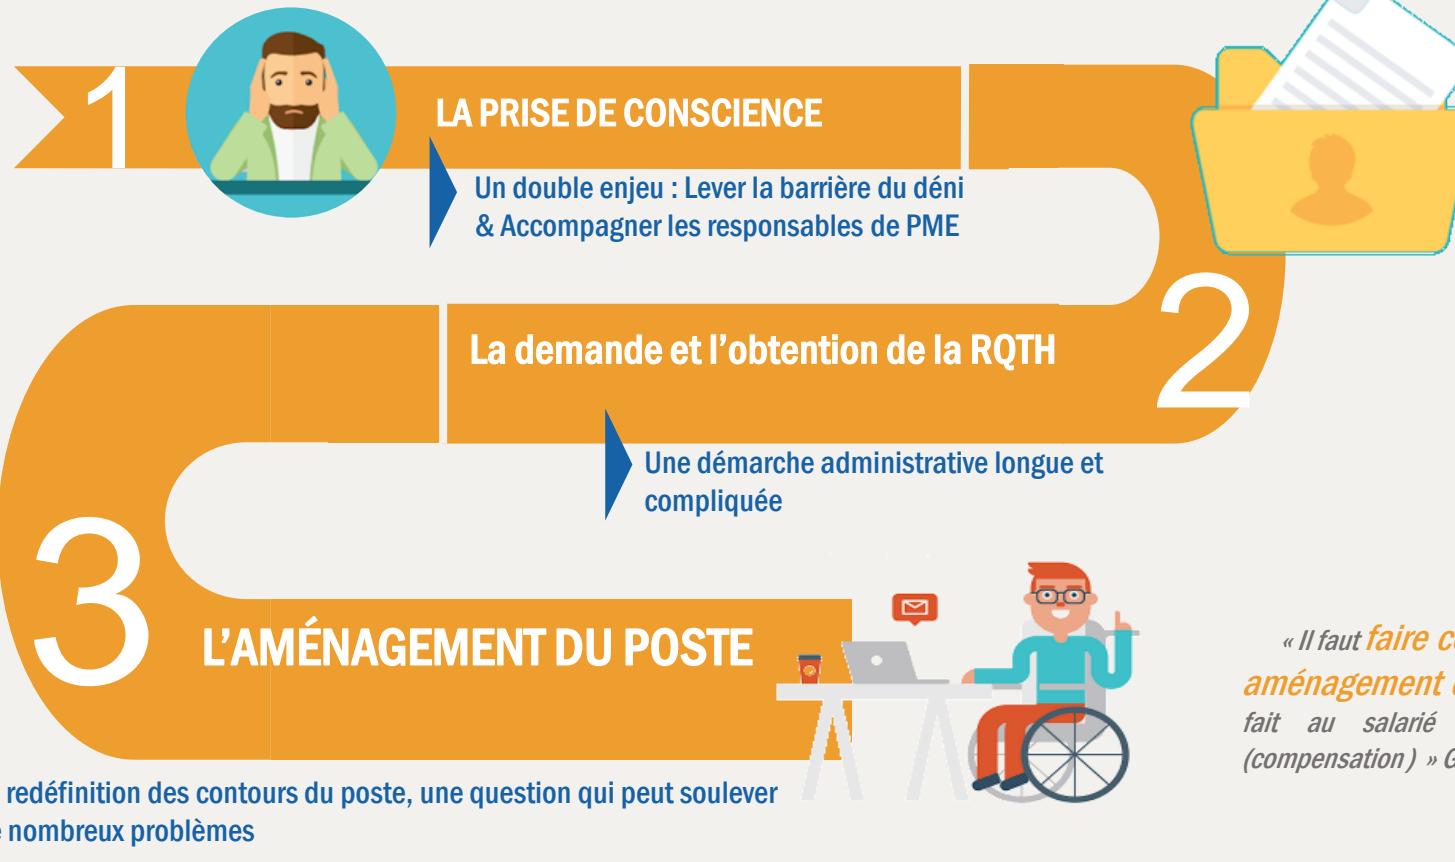 1
LA PRISE DE CONSCIENCE
Un double enjeu : Lever la barrière du déni
& Accompagner les responsables de PME
2
La demande et l'obtention de la RQTH
Une démarche administrative longue et
compliquée
3
L'AMÉNAGEMENT DU POSTE
« Il faut faire
aménagement
fait au salarié
(compensation ) »
redéfinition des contours du poste, une question qui peut soulever
nombreux problèmes